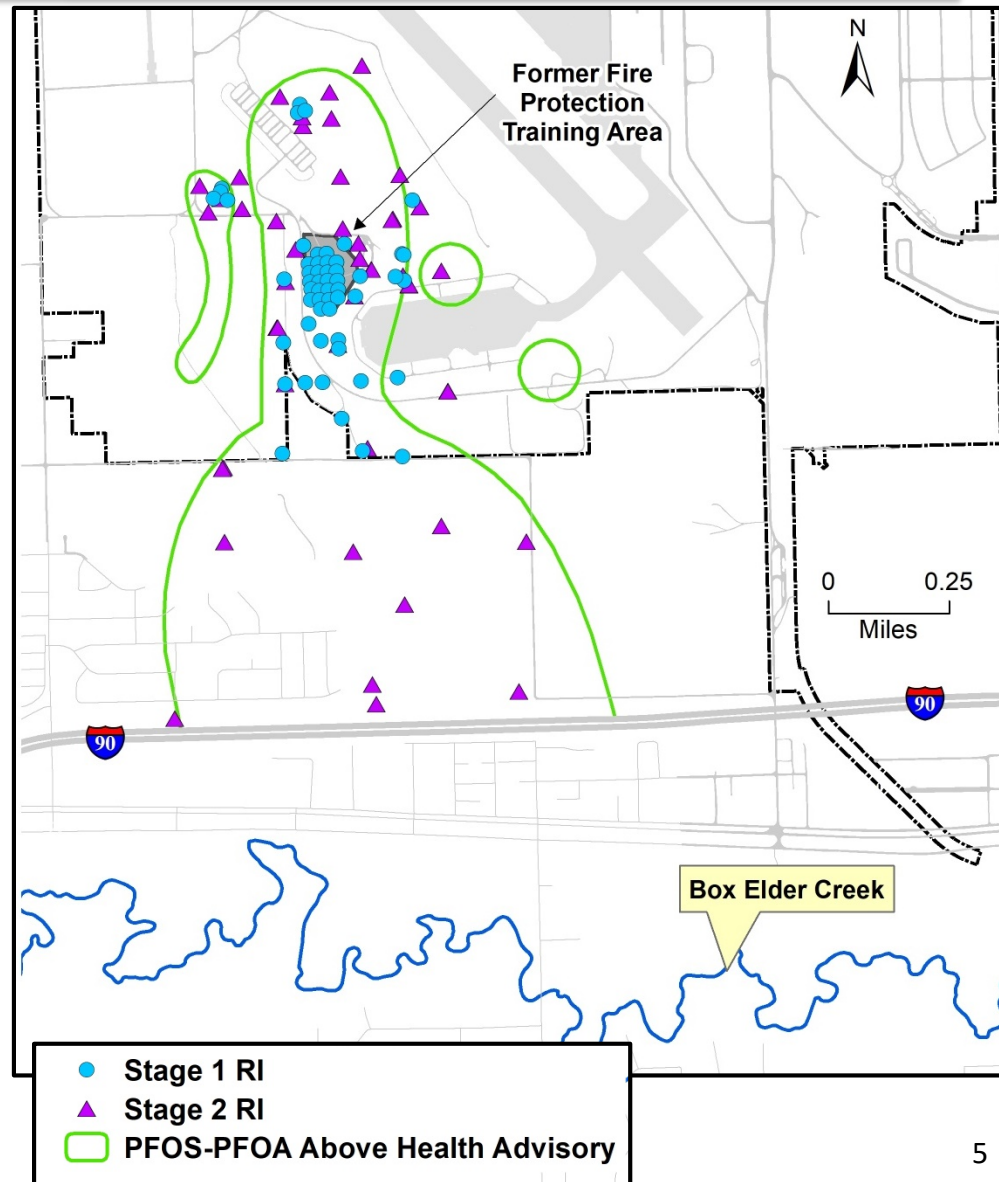 N
Former Fire
Protection
Training Area
0 0.25
Miles
90
90
Box Elder Creek
Stage 1 RI
Stage 2 RI
PFOS-PFOA Above Health Advisory
5